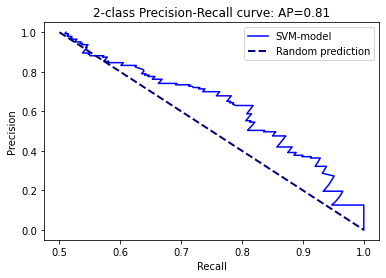 2-class Precision-Recall curve: AP=0.81
SVM-model
Random prediction
Precision
1.0
0.8
0.6
0.4
0.2
0.0
0.5 0.6 0.7 0.8 0.9 1.0
Recall